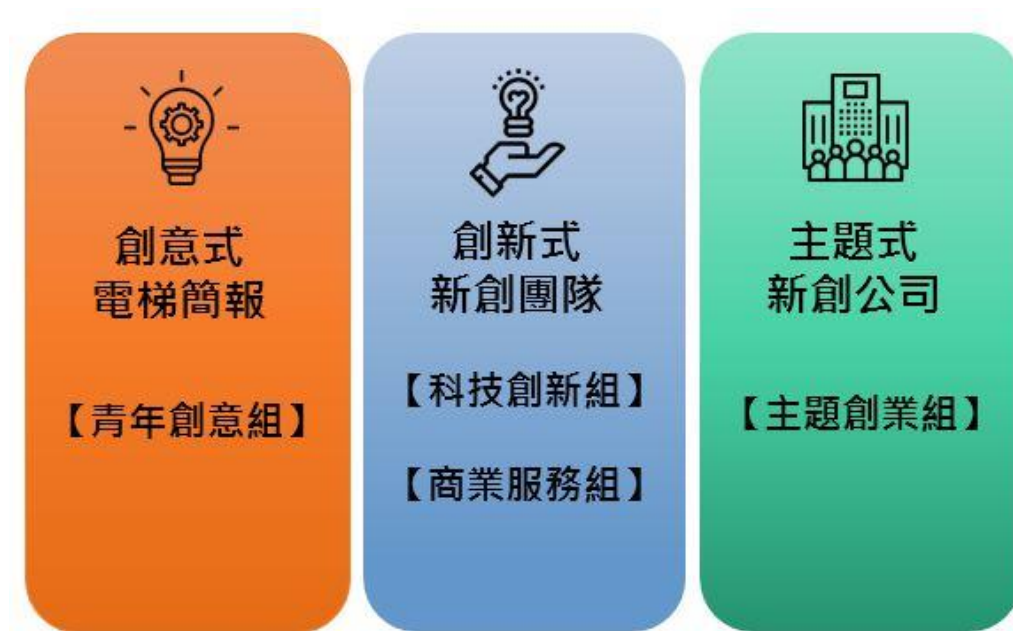 創意式
電梯簡報
【青年創意組】
創新式
新創團隊
【科技創新組】
【商業服務組】
主題式
新創公司
【主題創業組】